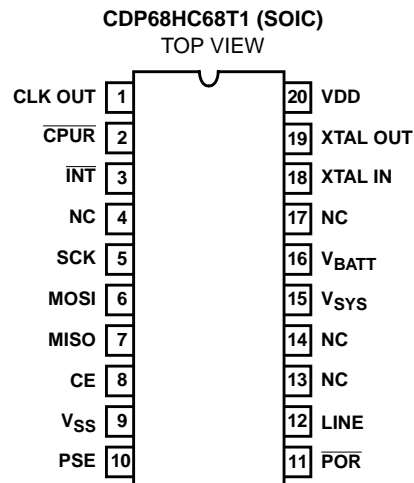 CDP68HC68T1 (SOIC)
TOP VIEW
CLK OUT 1 20 VDD
CPUR 2 19 XTAL OUT
INT 3 18 XTAL IN
NC 4 17 NC
SCK 5 16 VBATT
MOSI 6 15 VSYS
MISO 7 14 NC
CE 8 13 NC
VSS 9 12 LINE
PSE 10 11 POR